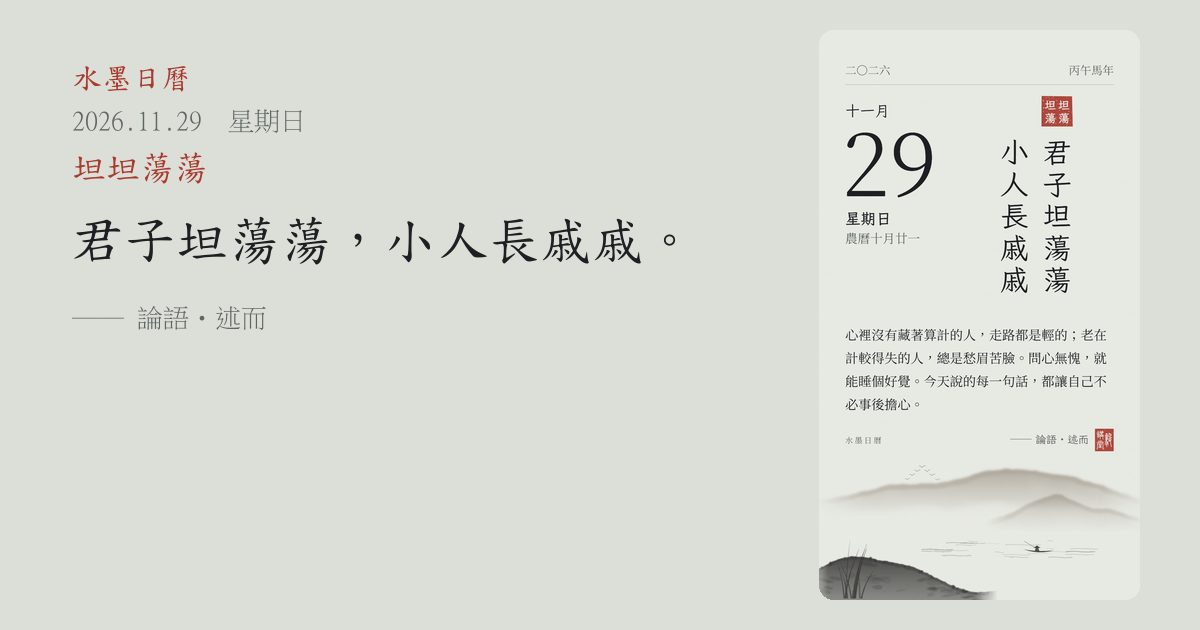 水墨日曆
2026.11.29 星期日
坦坦蕩蕩
君子坦蕩蕩，小人長戚戚。
—— 論語・述而
二〇二六
丙午馬年
十一月
29
星期日
農曆十月廿一
坦坦蕩蕩
君子坦蕩蕩
小人長戚戚
心裡沒有藏著算計的人，走路都是輕的；老在
計較得失的人，總是愁眉苦臉。問心無愧，就
能睡個好覺。今天說的每一句話，都讓自己不
必事後擔心。
水墨日曆
—— 論語・述而